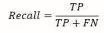 Recall = TP / TP + FN